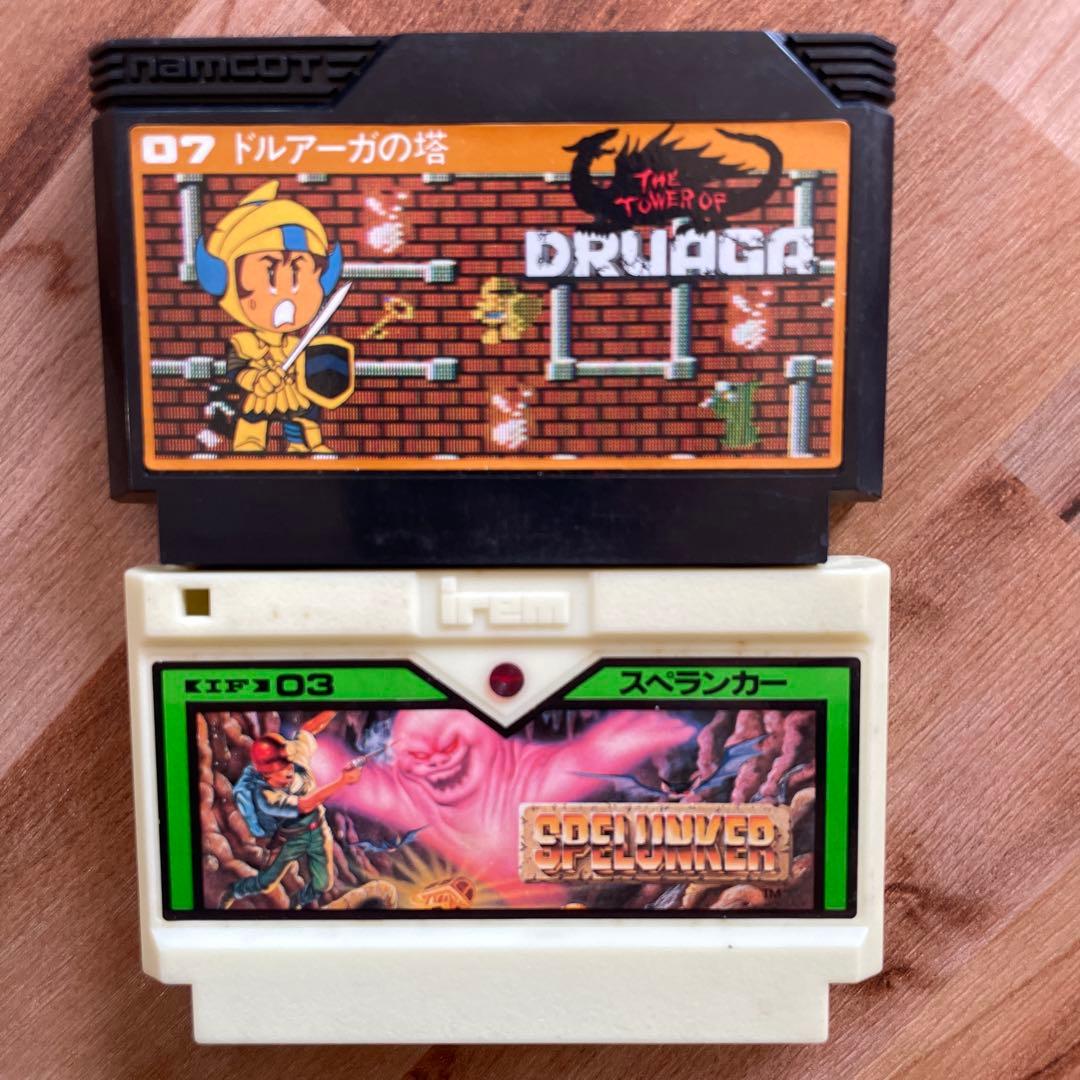 namcoT
07 ドルアーガの塔
THE
TOWER OF
DRUAGA
irem
IF 03
スペランカー
SPELUNKER
TM